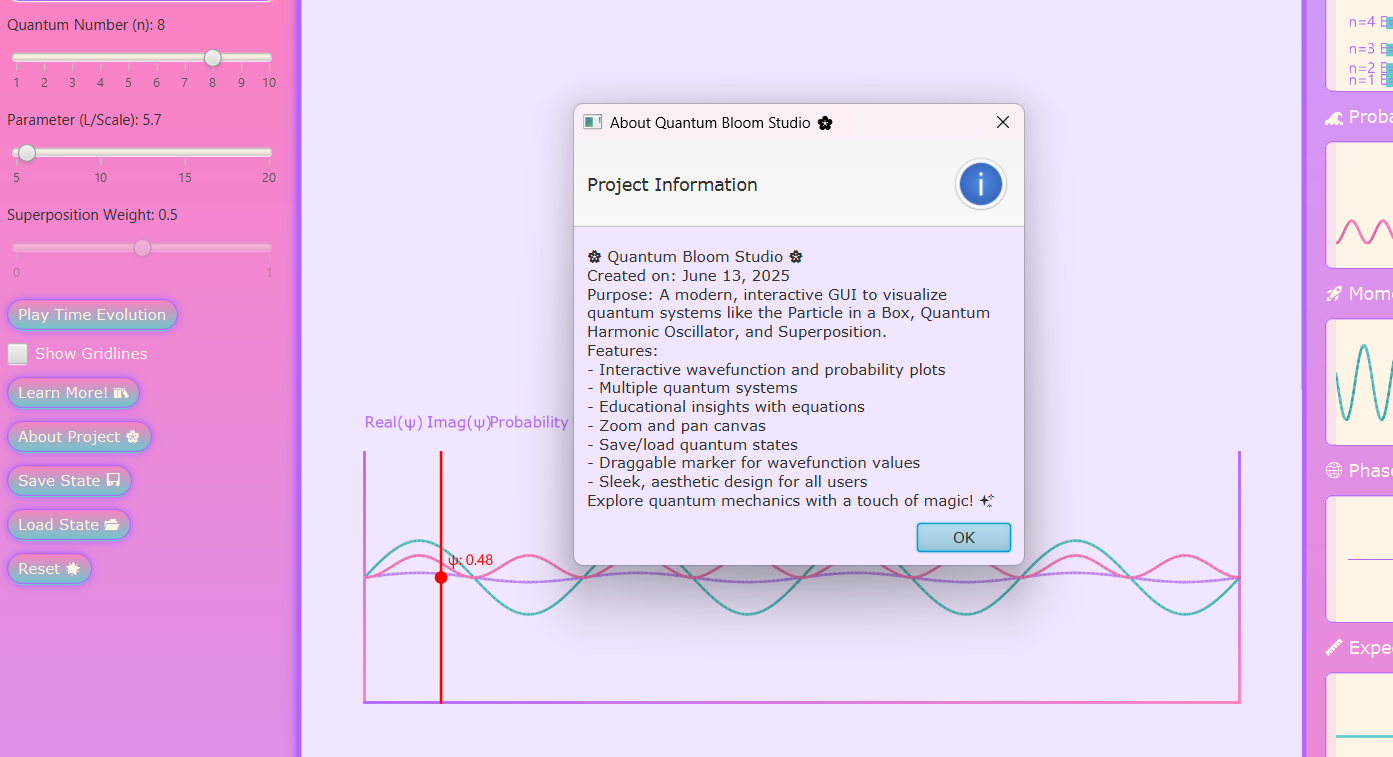 Quantum Number (n): 8
1 2 3 4 5 6 7 8 9 10
Parameter (L/Scale): 5.7
5 10 15 20
Superposition Weight: 0.5
0 1
Play Time Evolution
Show Gridlines
Learn More!
About Project
Save State
Load State
Reset
Real(ψ) Imag(ψ)Probability
ψ: 0.48
About Quantum Bloom Studio
Project Information
Quantum Bloom Studio
Created on: June 13, 2025
Purpose: A modern, interactive GUI to visualize
quantum systems like the Particle in a Box, Quantum
Harmonic Oscillator, and Superposition.
Features:
- Interactive wavefunction and probability plots
- Multiple quantum systems
- Educational insights with equations
- Zoom and pan canvas
- Save/load quantum states
- Draggable marker for wavefunction values
- Sleek, aesthetic design for all users
Explore quantum mechanics with a touch of magic!
OK
n=4
n=3
n=2
n=1